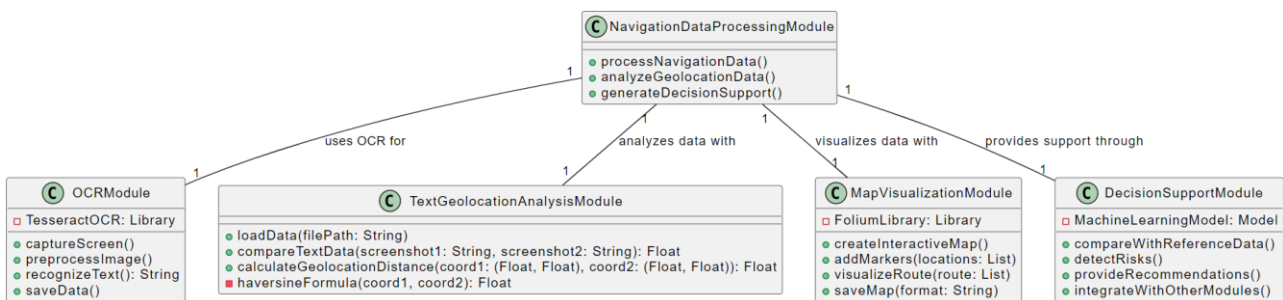 C NavigationDataProcessingModule
processNavigationData()
analyzeGeolocationData()
generateDecisionSupport()
1
1
1
1
uses OCR for
analyzes data with
visualizes data with
provides support through
1
1
1
1
C OCRModule
TesseractOCR: Library
captureScreen()
preprocessImage()
recognizeText(): String
saveData()
C TextGeolocationAnalysisModule
loadData(filePath: String)
compareTextData(screenshot1: String, screenshot2: String): Float
calculateGeolocationDistance(coord1: (Float, Float), coord2: (Float, Float)): Float
haversineFormula(coord1, coord2): Float
C MapVisualizationModule
FoliumLibrary: Library
createInteractiveMap()
addMarkers(locations: List)
visualizeRoute(route: List)
saveMap(format: String)
C DecisionSupportModule
MachineLearningModel: Model
compareWithReferenceData()
detectRisks()
provideRecommendations()
integrateWithOtherModules()